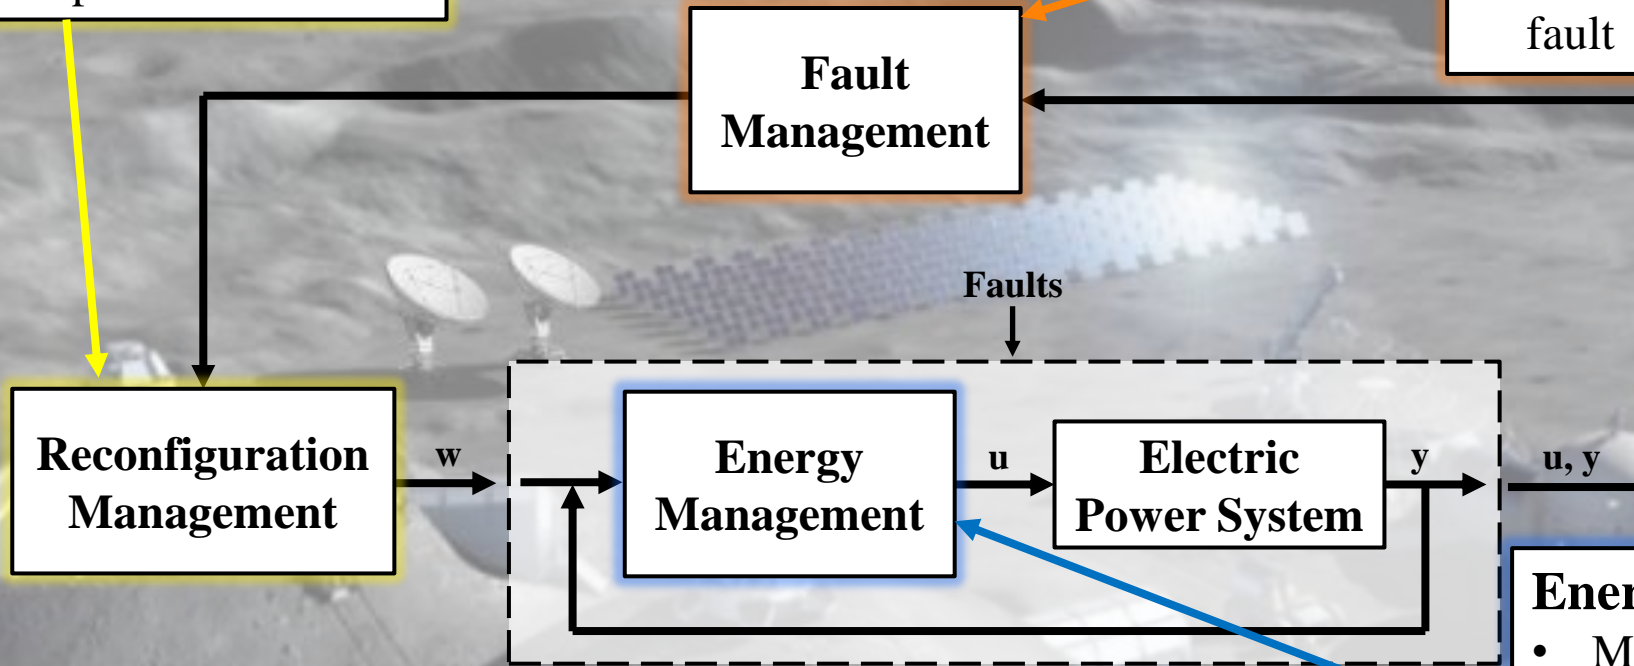 fault
Fault
Management
Faults
Reconfiguration
Management
w
Energy
Management
u
Electric
Power System
y
u, y